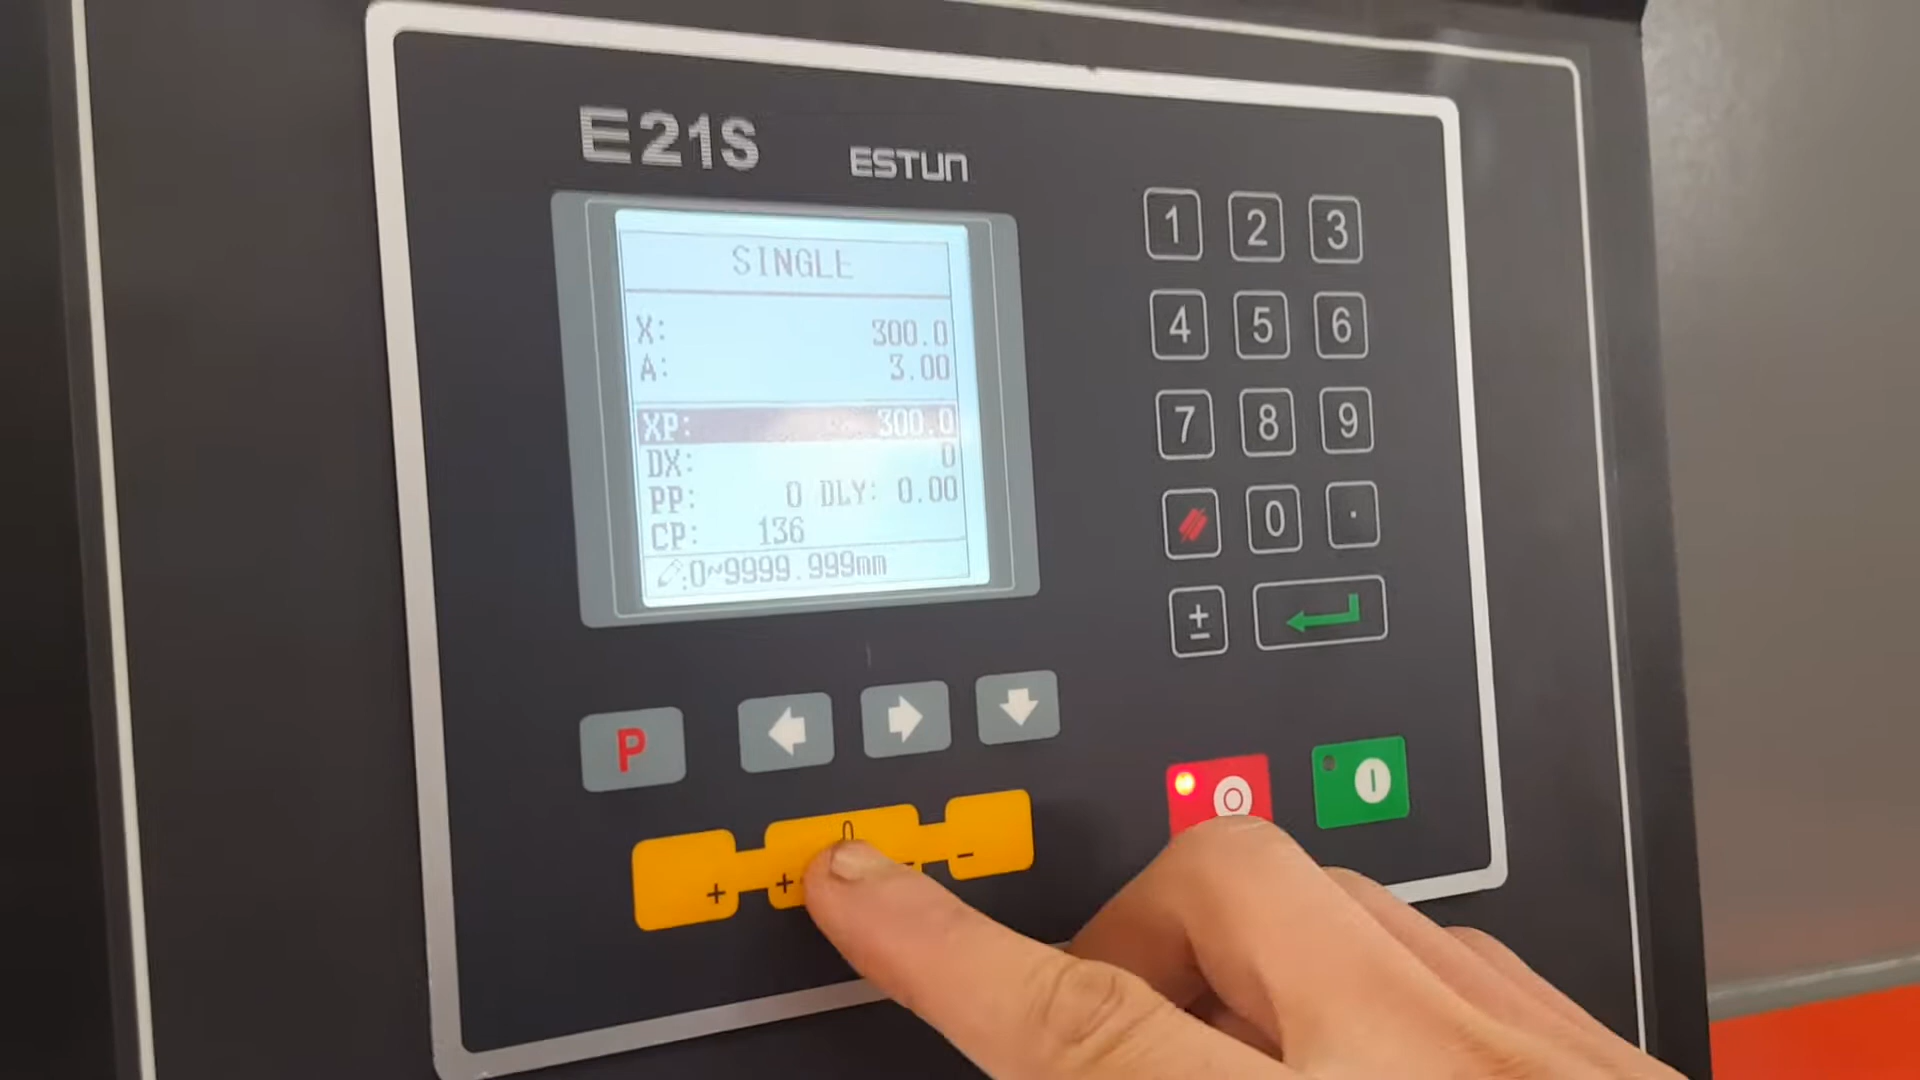 E21S
ESTUN
SINGLE
X: 300.0
A: 3.00
XP: 300.0
DX: 0
PP: 0 DLY: 0.00
CP: 136
:0~9999.999mm
1 2 3
4 5 6
7 8 9
0 .
±
P
+ + - -